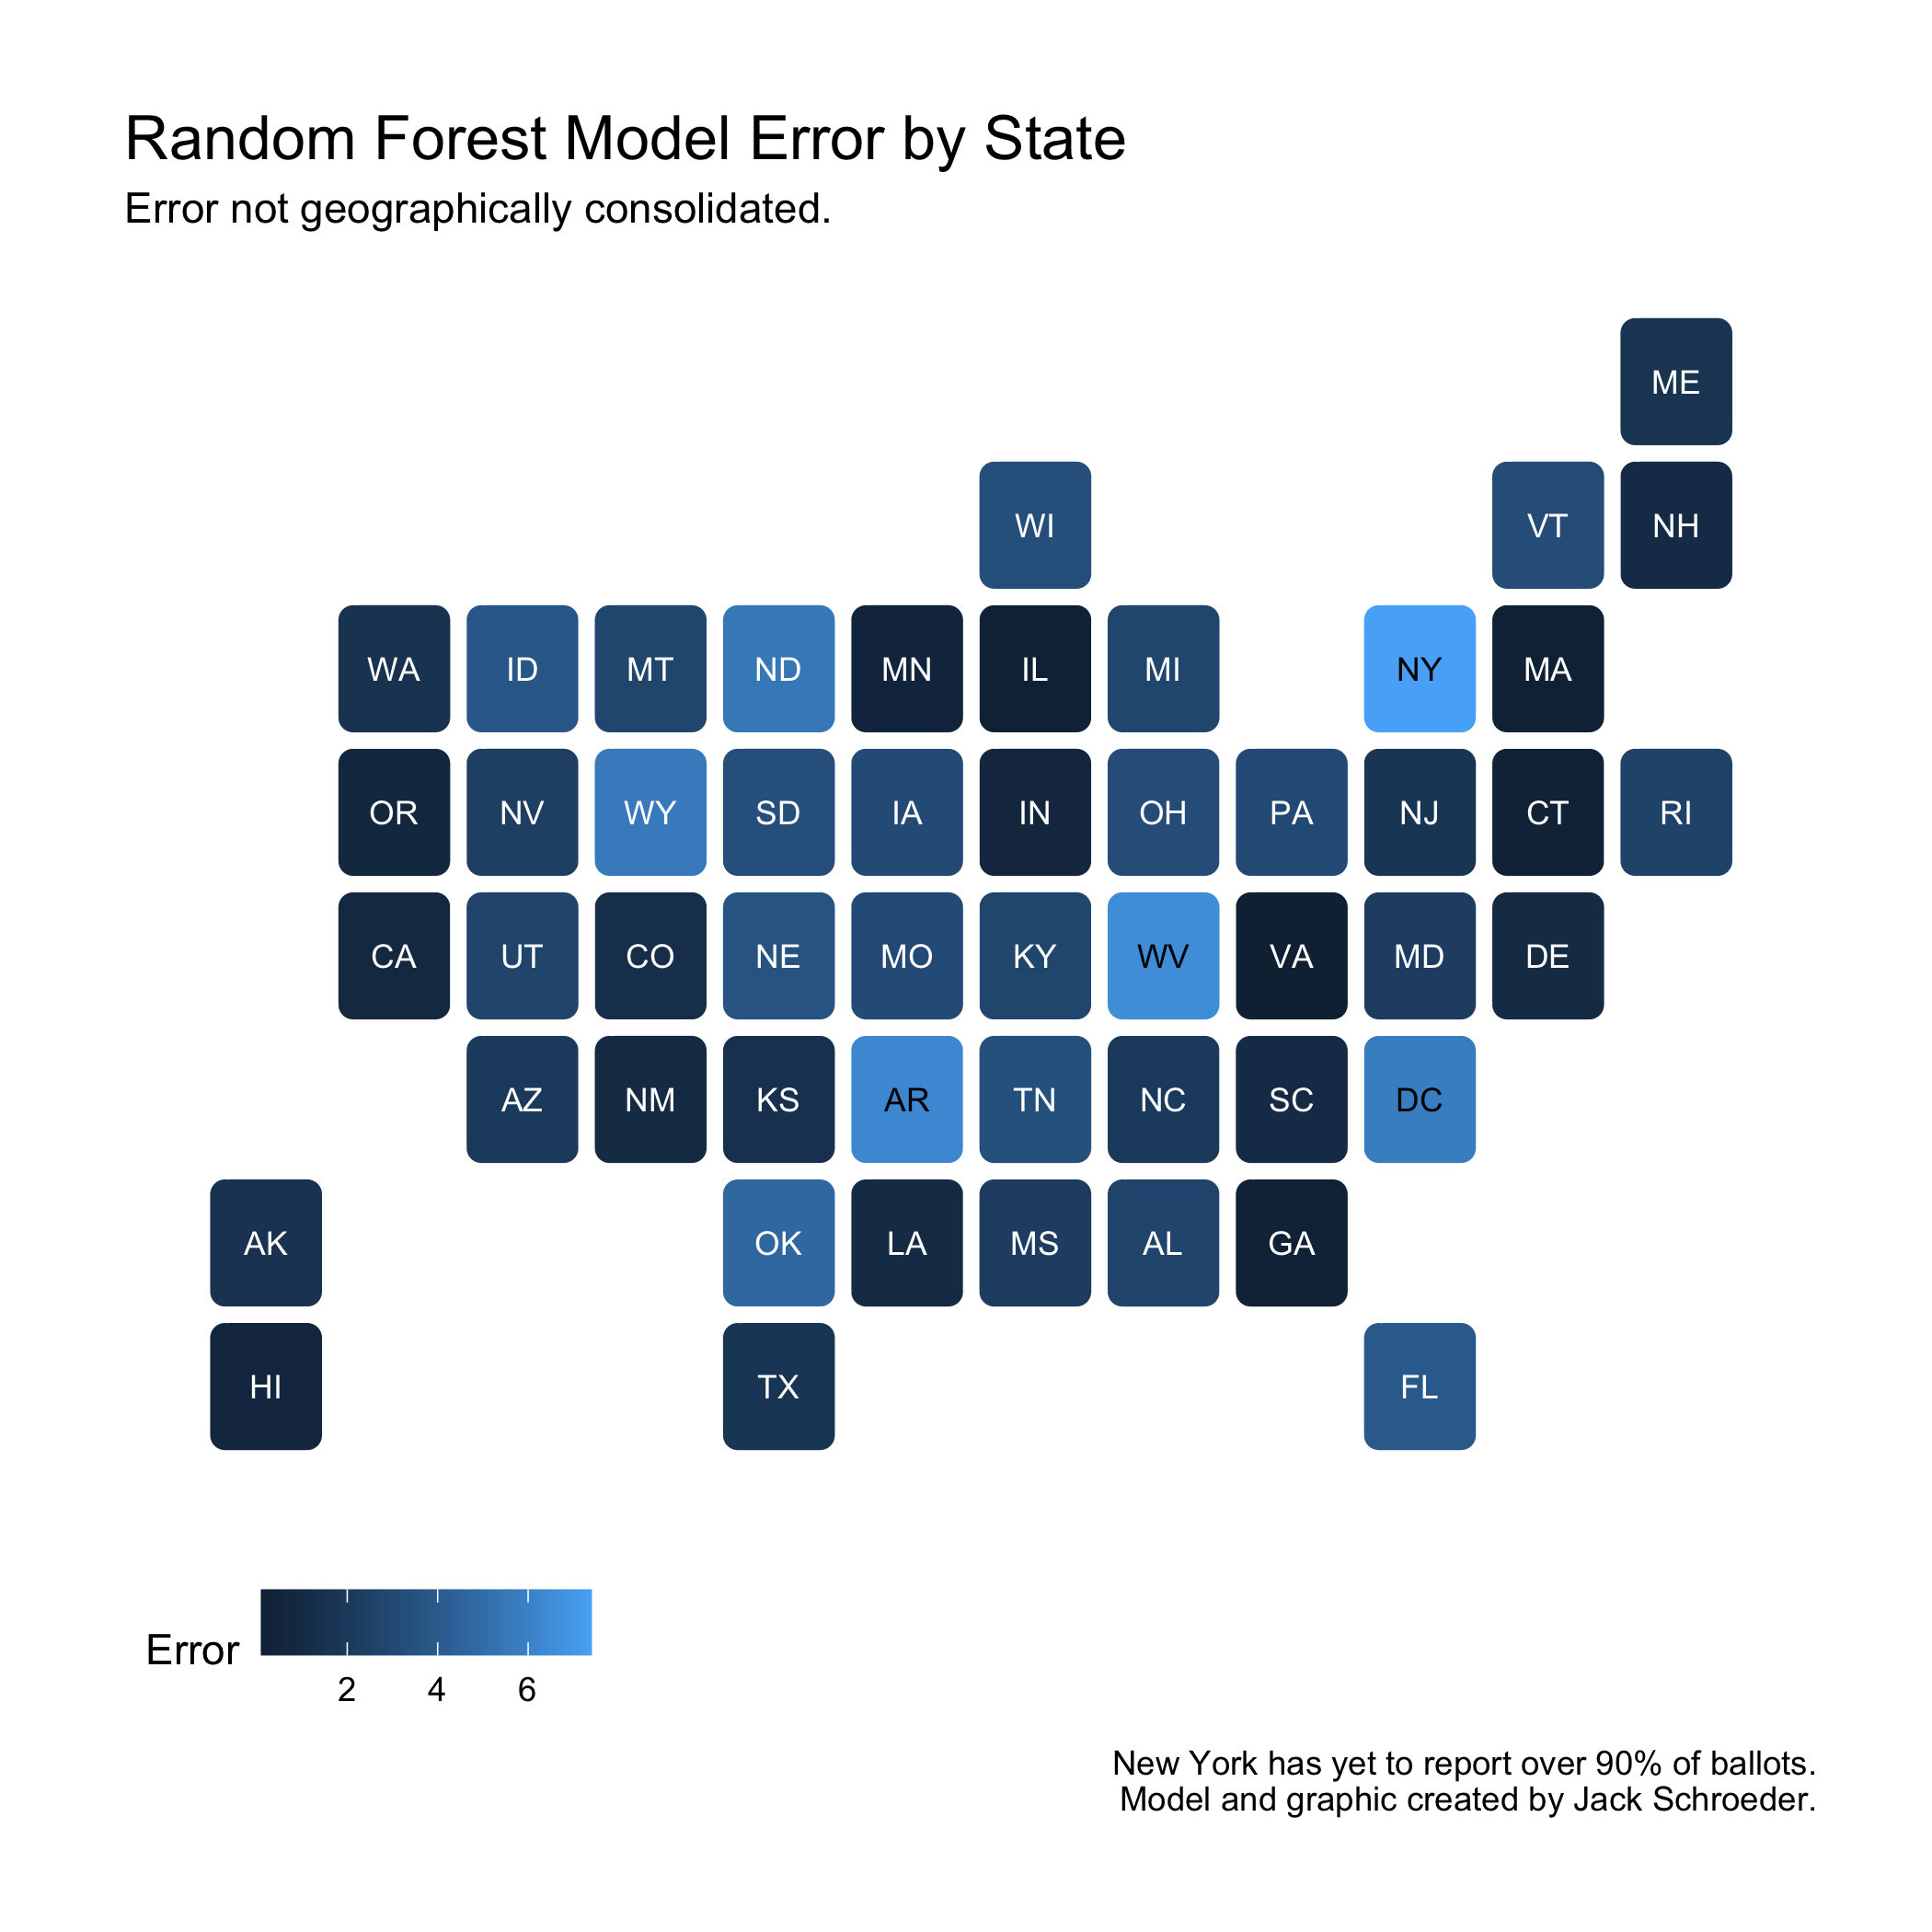 Random Forest Model Error by State
Error not geographically consolidated.
ME
WI VT NH
WA ID MT ND MN IL MI NY MA
OR NV WY SD IA IN OH PA NJ CT RI
CA UT CO NE MO KY WV VA MD DE
AZ NM KS AR TN NC SC DC
AK OK LA MS AL GA
HI TX FL
Error
2 4 6
New York has yet to report over 90% of ballots.
Model and graphic created by Jack Schroeder.